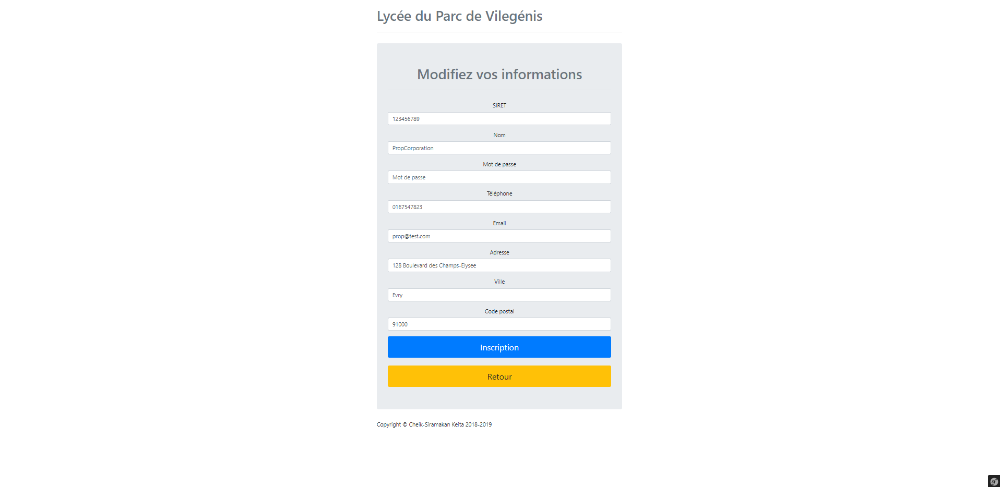 Lycée du Parc de Vilegénis
Modifiez vos informations
SIRET
123456789
Nom
PropCorporation
Mot de passe
Mot de passe
Téléphone
0167547823
Email
prop@test.com
Adresse
128 Boulevard des Champs-Elysee
Ville
Evry
Code postal
91000
Inscription
Retour
Copyright © Cheik-Siramakan Keita 2018-2019
sf